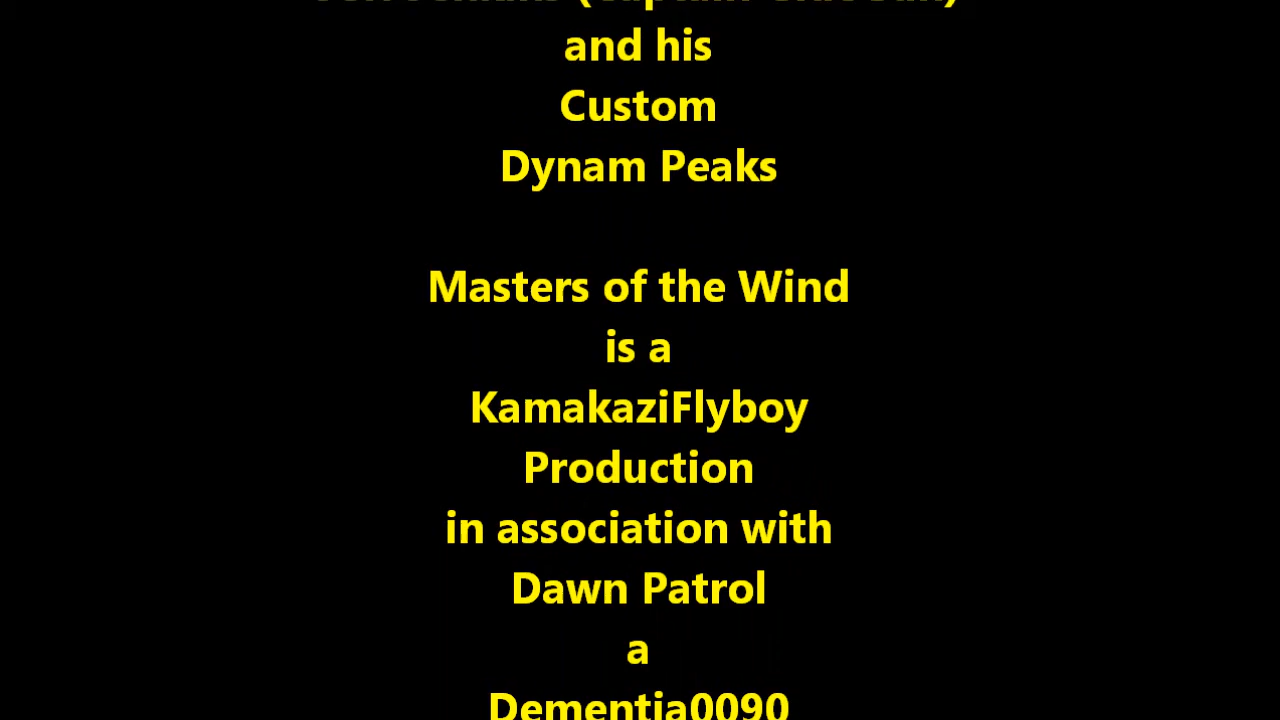 and his
Custom
Dynam Peaks
Masters of the Wind
is a
KamakaziFlyboy
Production
in association with
Dawn Patrol
a
Dementia0090